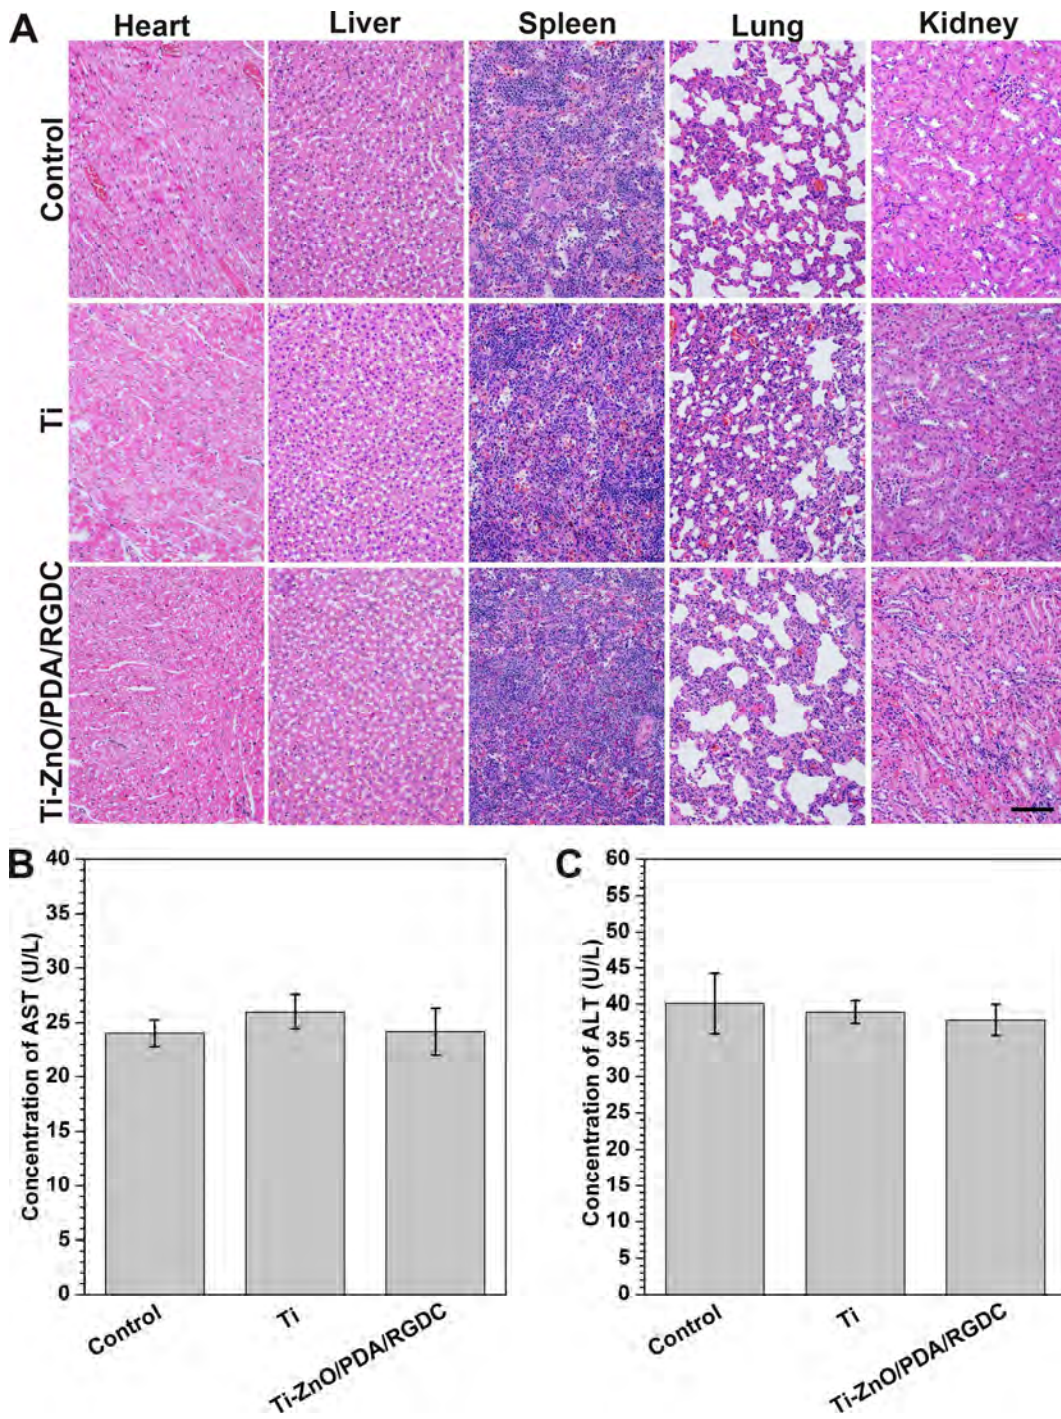 A
Heart Liver Spleen Lung Kidney
Control
Ti
Ti-ZnO/PDA/RGDC
B
Concentration of AST (U/L)
40
35
30
25
20
15
10
5
0
Control Ti Ti-ZnO/PDA/RGDC
C
Concentration of ALT (U/L)
60
55
50
45
40
35
30
25
20
15
10
5
0
Control Ti Ti-ZnO/PDA/RGDC